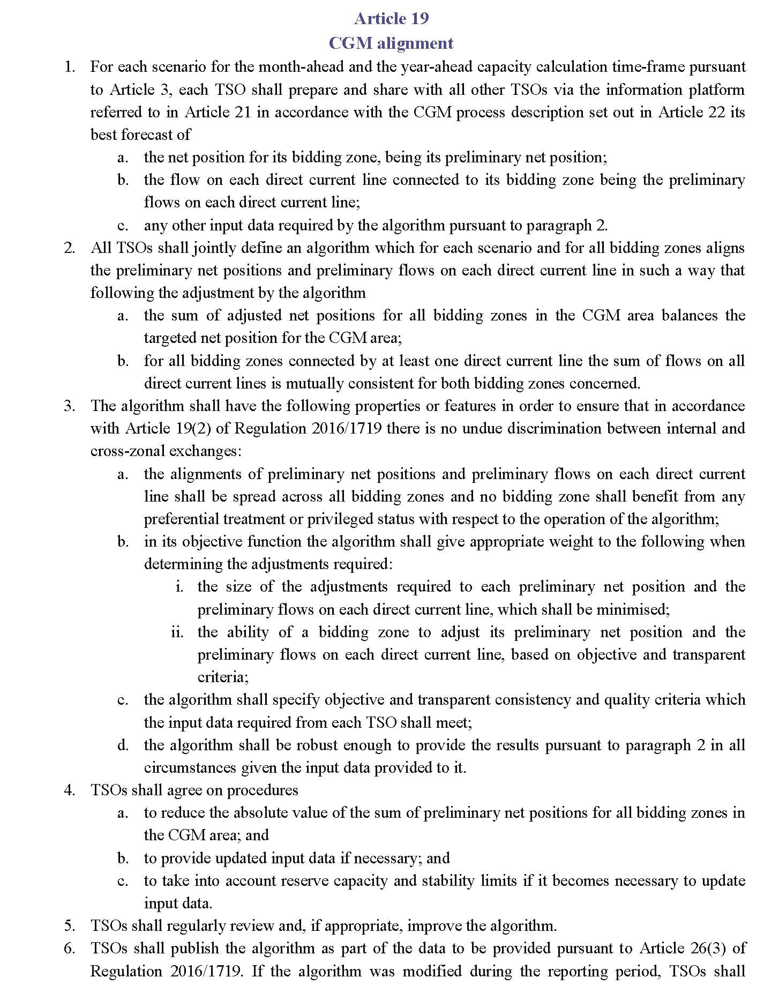 Article 19
CGM alignment
1. For each scenario for the month-ahead and the year-ahead capacity calculation time-frame pursuant
to Article 3, each TSO shall prepare and share with all other TSOs via the information platform
referred to in Article 21 in accordance with the CGM process description set out in Article 22 its
best forecast of
a. the net position for its bidding zone, being its preliminary net position;
b. the flow on each direct current line connected to its bidding zone being the preliminary
flows on each direct current line;
c. any other input data required by the algorithm pursuant to paragraph 2.
2. All TSOs shall jointly define an algorithm which for each scenario and for all bidding zones aligns
the preliminary net positions and preliminary flows on each direct current line in such a way that
following the adjustment by the algorithm
a. the sum of adjusted net positions for all bidding zones in the CGM area balances the
targeted net position for the CGM area;
b. for all bidding zones connected by at least one direct current line the sum of flows on all
direct current lines is mutually consistent for both bidding zones concerned.
3. The algorithm shall have the following properties or features in order to ensure that in accordance
with Article 19(2) of Regulation 2016/1719 there is no undue discrimination between internal and
cross-zonal exchanges:
a. the alignments of preliminary net positions and preliminary flows on each direct current
line shall be spread across all bidding zones and no bidding zone shall benefit from any
preferential treatment or privileged status with respect to the operation of the algorithm;
b. in its objective function the algorithm shall give appropriate weight to the following when
determining the adjustments required:
i. the size of the adjustments required to each preliminary net position and the
preliminary flows on each direct current line, which shall be minimised;
ii. the ability of a bidding zone to adjust its preliminary net position and the
preliminary flows on each direct current line, based on objective and transparent
criteria;
c. the algorithm shall specify objective and transparent consistency and quality criteria which
the input data required from each TSO shall meet;
d. the algorithm shall be robust enough to provide the results pursuant to paragraph 2 in all
circumstances given the input data provided to it.
4. TSOs shall agree on procedures
a. to reduce the absolute value of the sum of preliminary net positions for all bidding zones in
the CGM area; and
b. to provide updated input data if necessary; and
c. to take into account reserve capacity and stability limits if it becomes necessary to update
input data.
5. TSOs shall regularly review and, if appropriate, improve the algorithm.
6. TSOs shall publish the algorithm as part of the data to be provided pursuant to Article 26(3) of
Regulation 2016/1719. If the algorithm was modified during the reporting period, TSOs shall